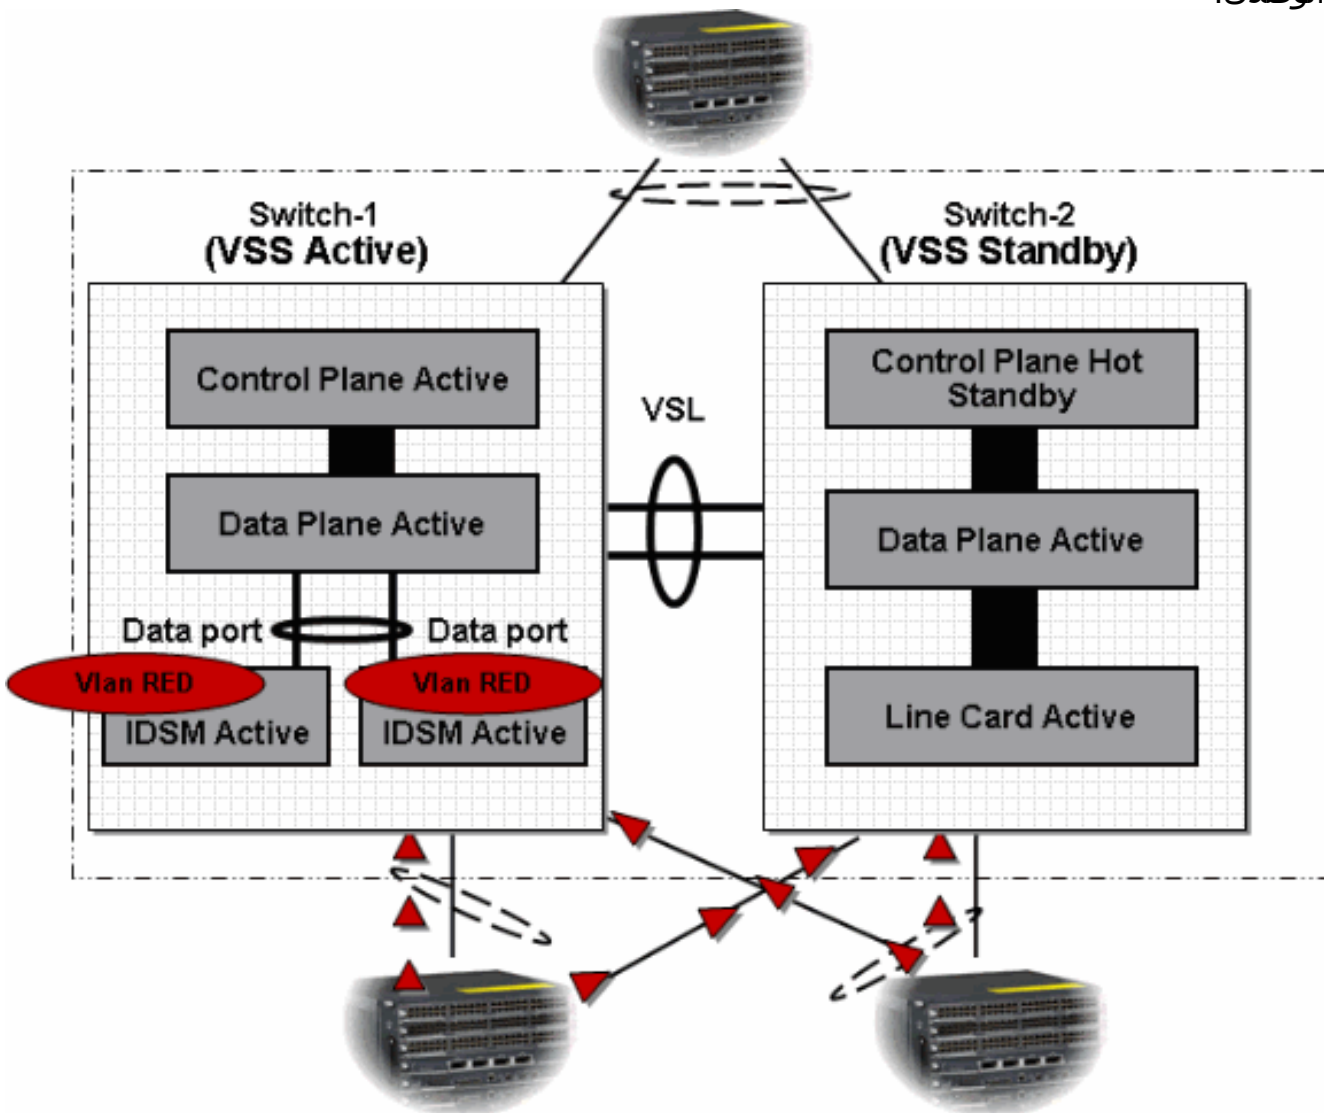 Switch-1
(VSS Active)
Switch-2
(VSS Standby)
Control Plane Active
Control Plane Hot
Standby
VSL
Data Plane Active
Data Plane Active
Data port
Data port
Vlan RED
Vlan RED
IDSM Active
IDSM Active
Line Card Active